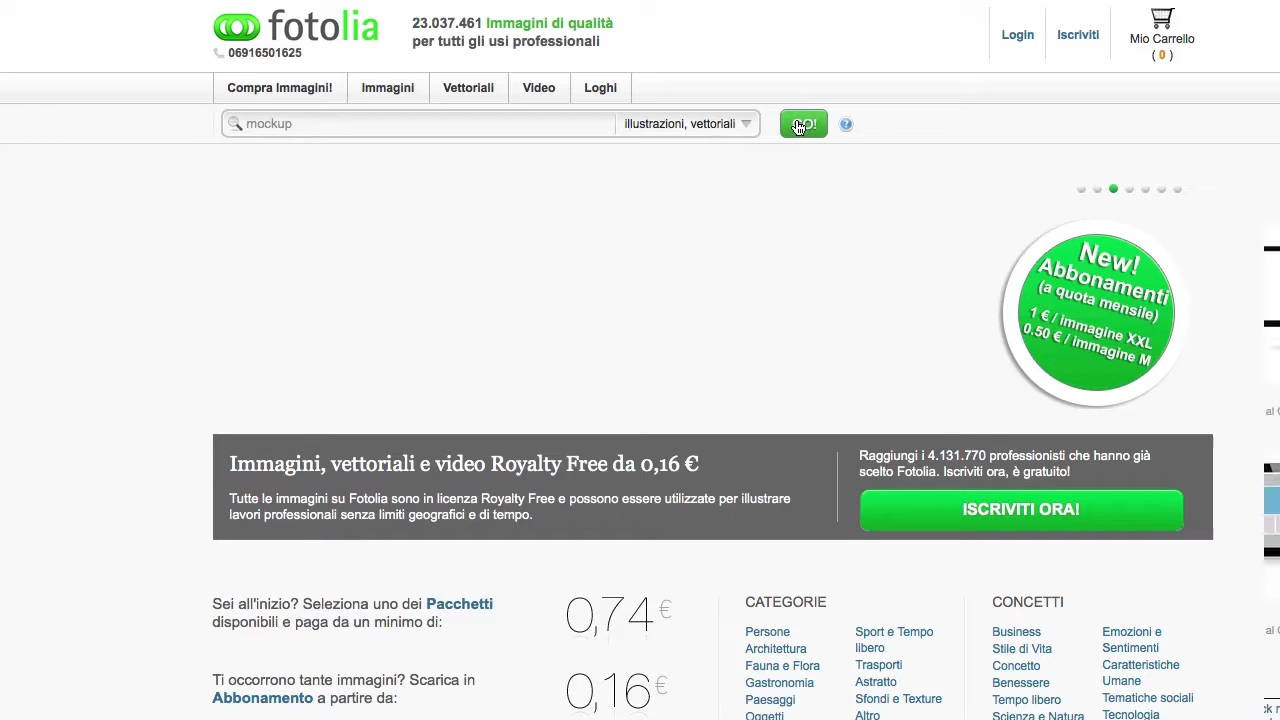 fotolia
06916501625
23.037.461 Immagini di qualità
per tutti gli usi professionali
Login
Iscriviti
Mio Carrello
( 0 )
Compra Immagini!
Immagini
Vettoriali
Video
Loghi
mockup
illustrazioni, vettoriali
GO!
?
New!
Abbonamenti
(a quota mensile)
1 € / immagine XXL
0.50 € / immagine M
Immagini, vettoriali e video Royalty Free da 0,16 €
Tutte le immagini su Fotolia sono in licenza Royalty Free e possono essere utilizzate per illustrare
lavori professionali senza limiti geografici e di tempo.
Raggiungi i 4.131.770 professionisti che hanno già
scelto Fotolia. Iscriviti ora, è gratuito!
ISCRIVITI ORA!
Sei all'inizio? Seleziona uno dei Pacchetti
disponibili e paga da un minimo di:
0,74 €
Ti occorrono tante immagini? Scarica in
Abbonamento a partire da:
0,16 €
CATEGORIE
Persone
Architettura
Fauna e Flora
Gastronomia
Paesaggi
Oggetti
Sport e Tempo
libero
Trasporti
Astratto
Sfondi e Texture
Altro
CONCETTI
Business
Stile di Vita
Concetto
Benessere
Tempo libero
Scienza e Natura
Emozioni e
Sentimenti
Caratteristiche
Umane
Tematiche sociali
Tecnologia